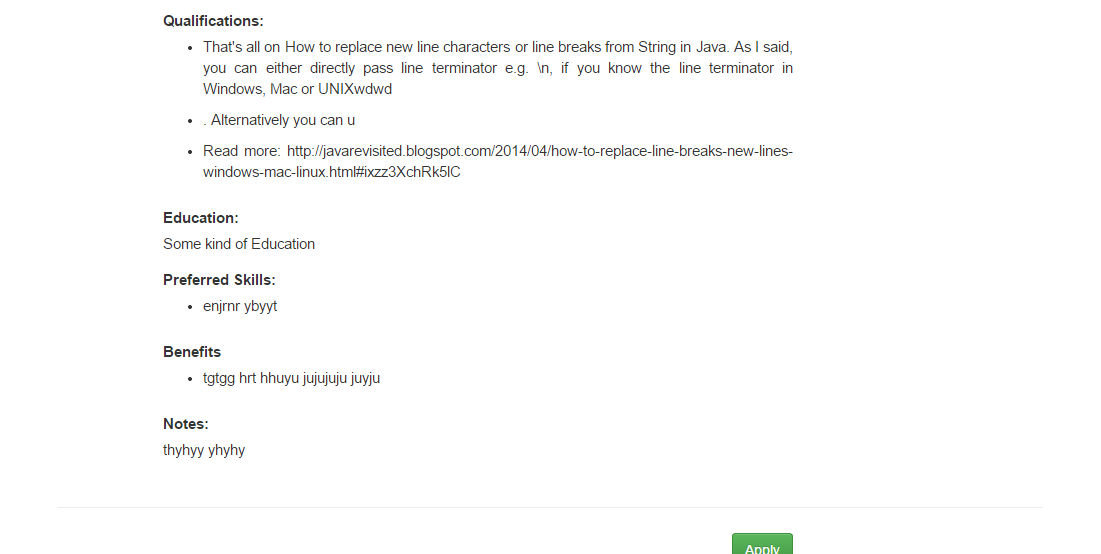 Qualifications:
• That's all on How to replace new line characters or line breaks from String in Java. As I said,
you can either directly pass line terminator e.g. \n, if you know the line terminator in
Windows, Mac or UNIXwdwd
• . Alternatively you can u
• Read more: http://javarevisited.blogspot.com/2014/04/how-to-replace-line-breaks-new-lines-
windows-mac-linux.html#ixzz3XchRk5lC
Education:
Some kind of Education
Preferred Skills:
• enjrnr ybyyt
Benefits
• tgtgg hrt hhuyu jujujuju juyju
Notes:
thyhyy yhyhy
Apply